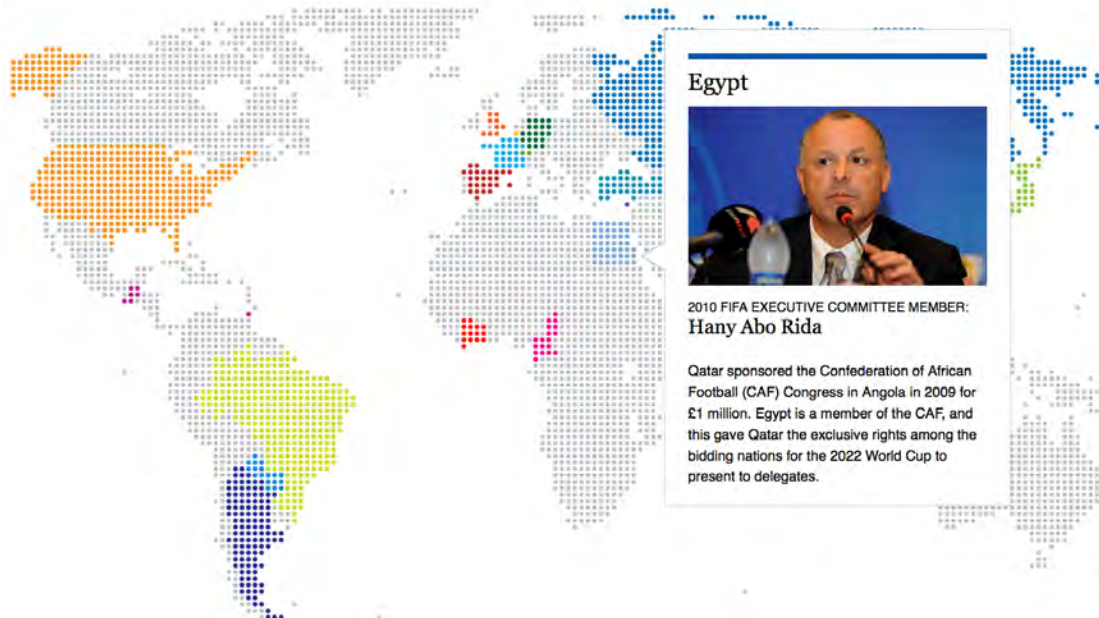 Egypt
2010 FIFA EXECUTIVE COMMITTEE MEMBER:
Hany Abo Rida
Qatar sponsored the Confederation of African
Football (CAF) Congress in Angola in 2009 for
£1 million. Egypt is a member of the CAF, and
this gave Qatar the exclusive rights among the
bidding nations for the 2022 World Cup to
present to delegates.